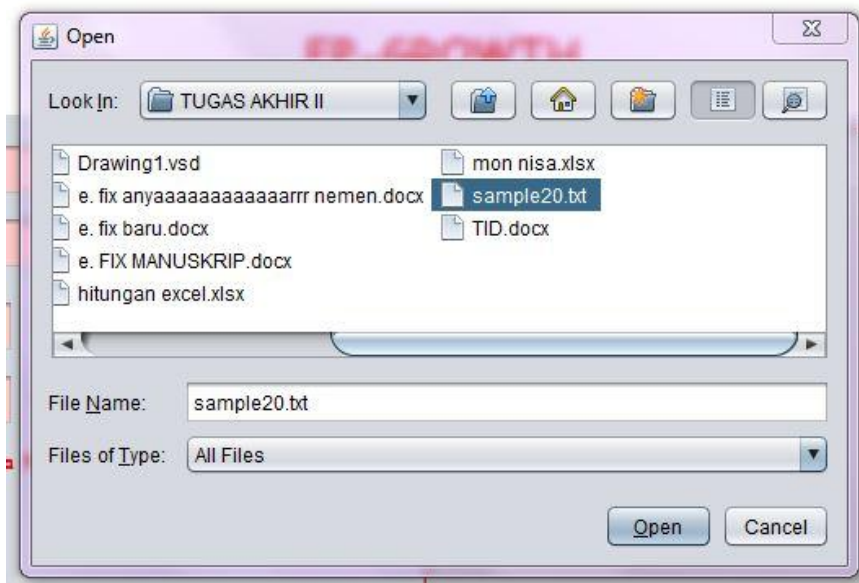 Open
FP-GROWTH
Look In: TUGAS AKHIR II
Drawing1.vsd
e. fix anyaaaaaaaaaaaarrr nemen.docx
e. fix baru.docx
e. FIX MANUSKRIP.docx
hitungan excel.xlsx
mon nisa.xlsx
sample20.txt
TID.docx
File Name: sample20.txt
Files of Type: All Files
Open
Cancel